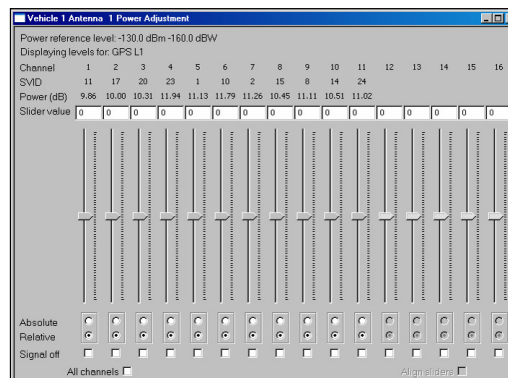 Vehicle 1 Antenna 1 Power Adjustment
Power reference level: -130.0 dBm -160.0 dBW
Displaying levels for: GPS L1
Channel 1 2 3 4 5 6 7 8 9 10 11 12 13 14 15 16
SVID 11 17 20 23 1 10 2 15 8 14 24
Power (dB) 9.86 10.00 10.31 11.94 11.13 11.79 11.26 10.45 11.11 10.51 11.02
Slider value 0 0 0 0 0 0 0 0 0 0 0 0 0 0 0 0
Absolute
Relative
Signal off
All channels Align sliders